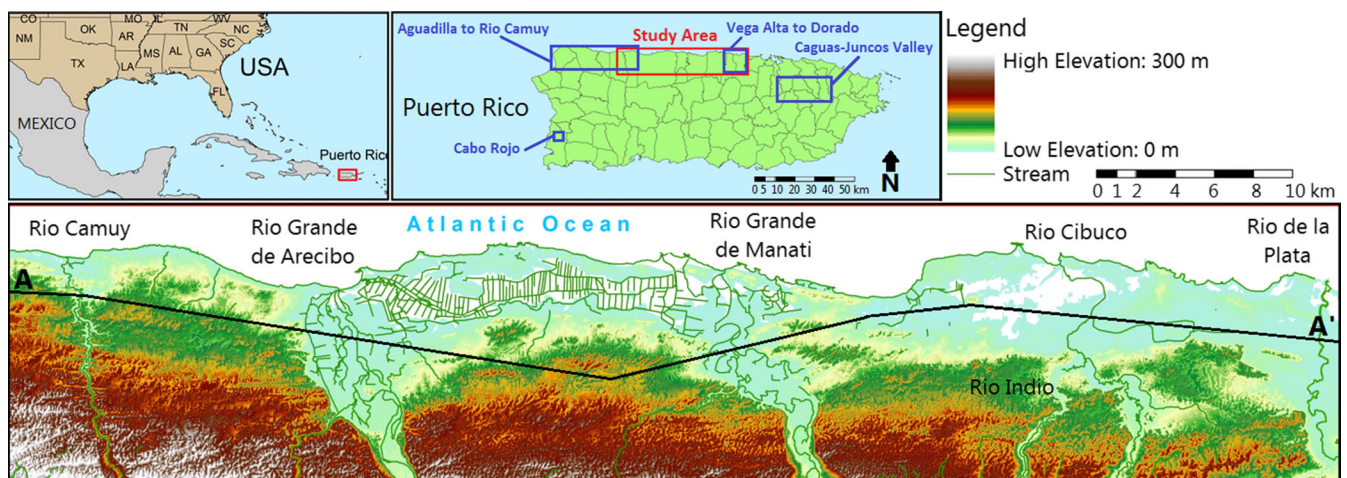 CO
MO
IL
WV
OK
TN
NC
NM
AR
SC
MS
AL
GA
TX
LA
USA
FL
MEXICO
Puerto Rico
Aguadilla to Rio Camuy
Study Area
Vega Alta to Dorado
Caguas-Juncos Valley
Puerto Rico
Cabo Rojo
N
0 5 10 20 30 40 50 km
Legend
High Elevation: 300 m
Low Elevation: 0 m
Stream
0 1 2 4 6 8 10 km
Rio Camuy
Rio Grande
de Arecibo
Atlantic Ocean
Rio Grande
de Manati
Rio Cibuco
Rio de la
Plata
A
A'
Rio Indio